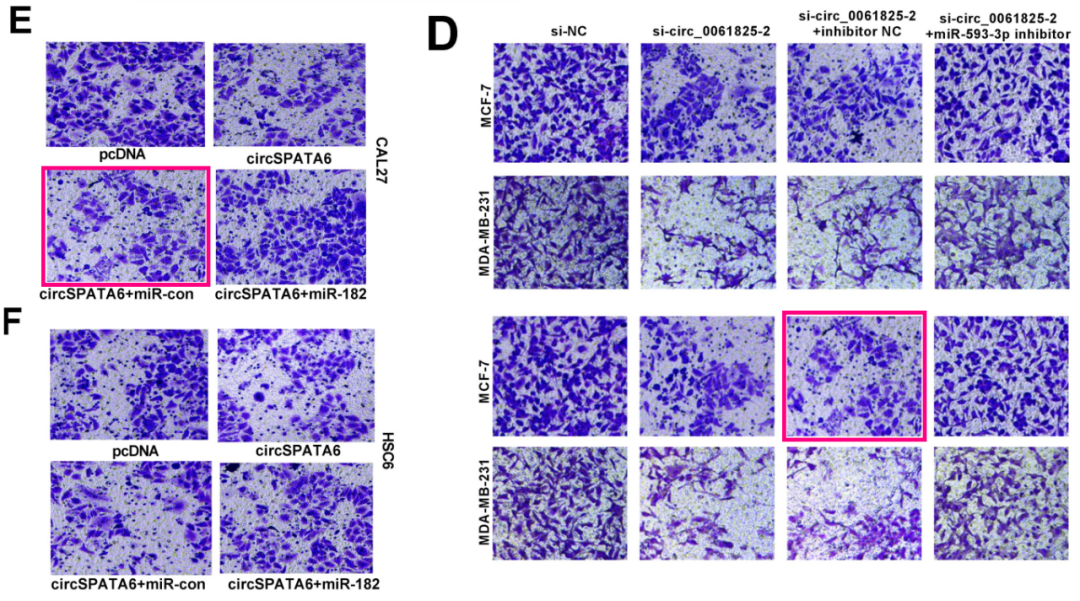 E
pcDNA
circSPATA6
CAL27
circSPATA6+miR-con
circSPATA6+miR-182
F
pcDNA
circSPATA6
HSC6
circSPATA6+miR-con
circSPATA6+miR-182
D
si-NC
si-circ_0061825-2
si-circ_0061825-2
+inhibitor NC
si-circ_0061825-2
+miR-593-3p inhibitor
MCF-7
MDA-MB-231
MCF-7
MDA-MB-231